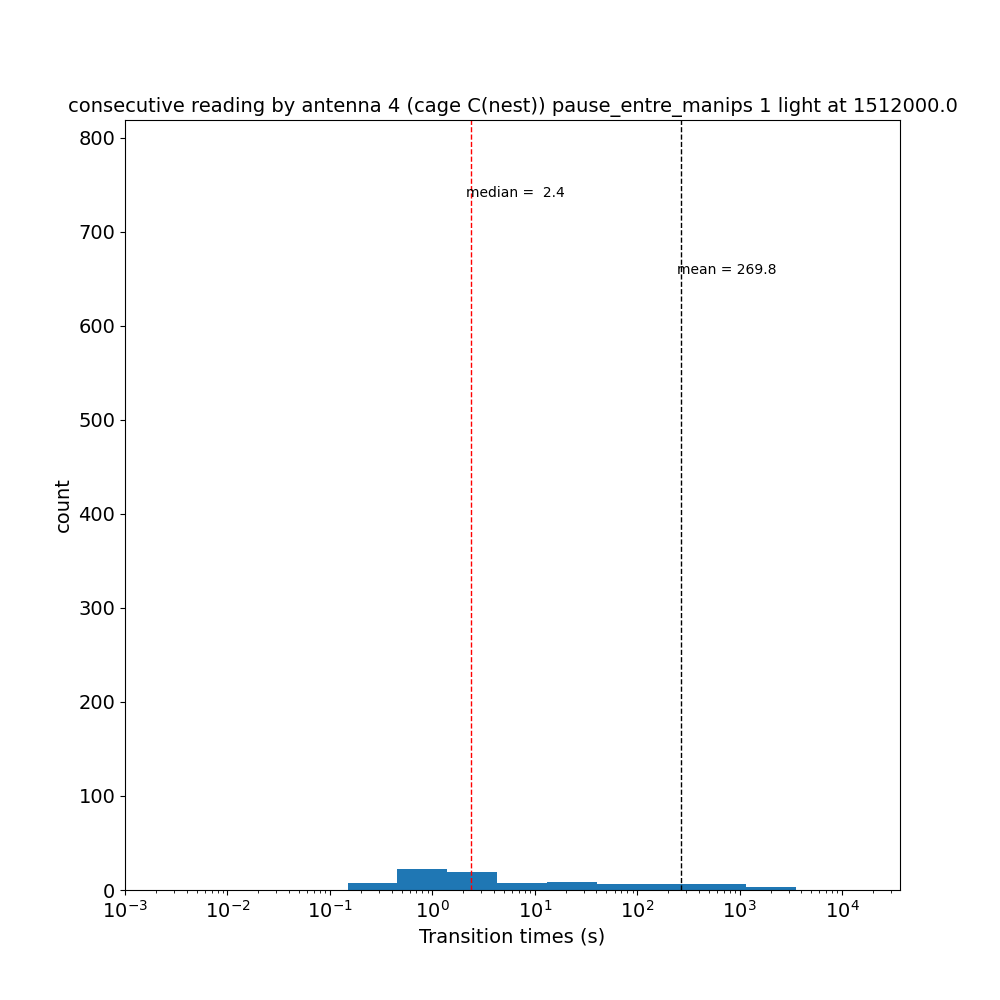 consecutive reading by antenna 4 (cage C(nest)) pause_entre_manips 1 light at 1512000.0
800
median =  2.4
700
mean = 269.8
600
500
400
count
300
200
100
0
10⁻³ 10⁻² 10⁻¹ 10⁰ 10¹ 10² 10³ 10⁴
Transition times (s)